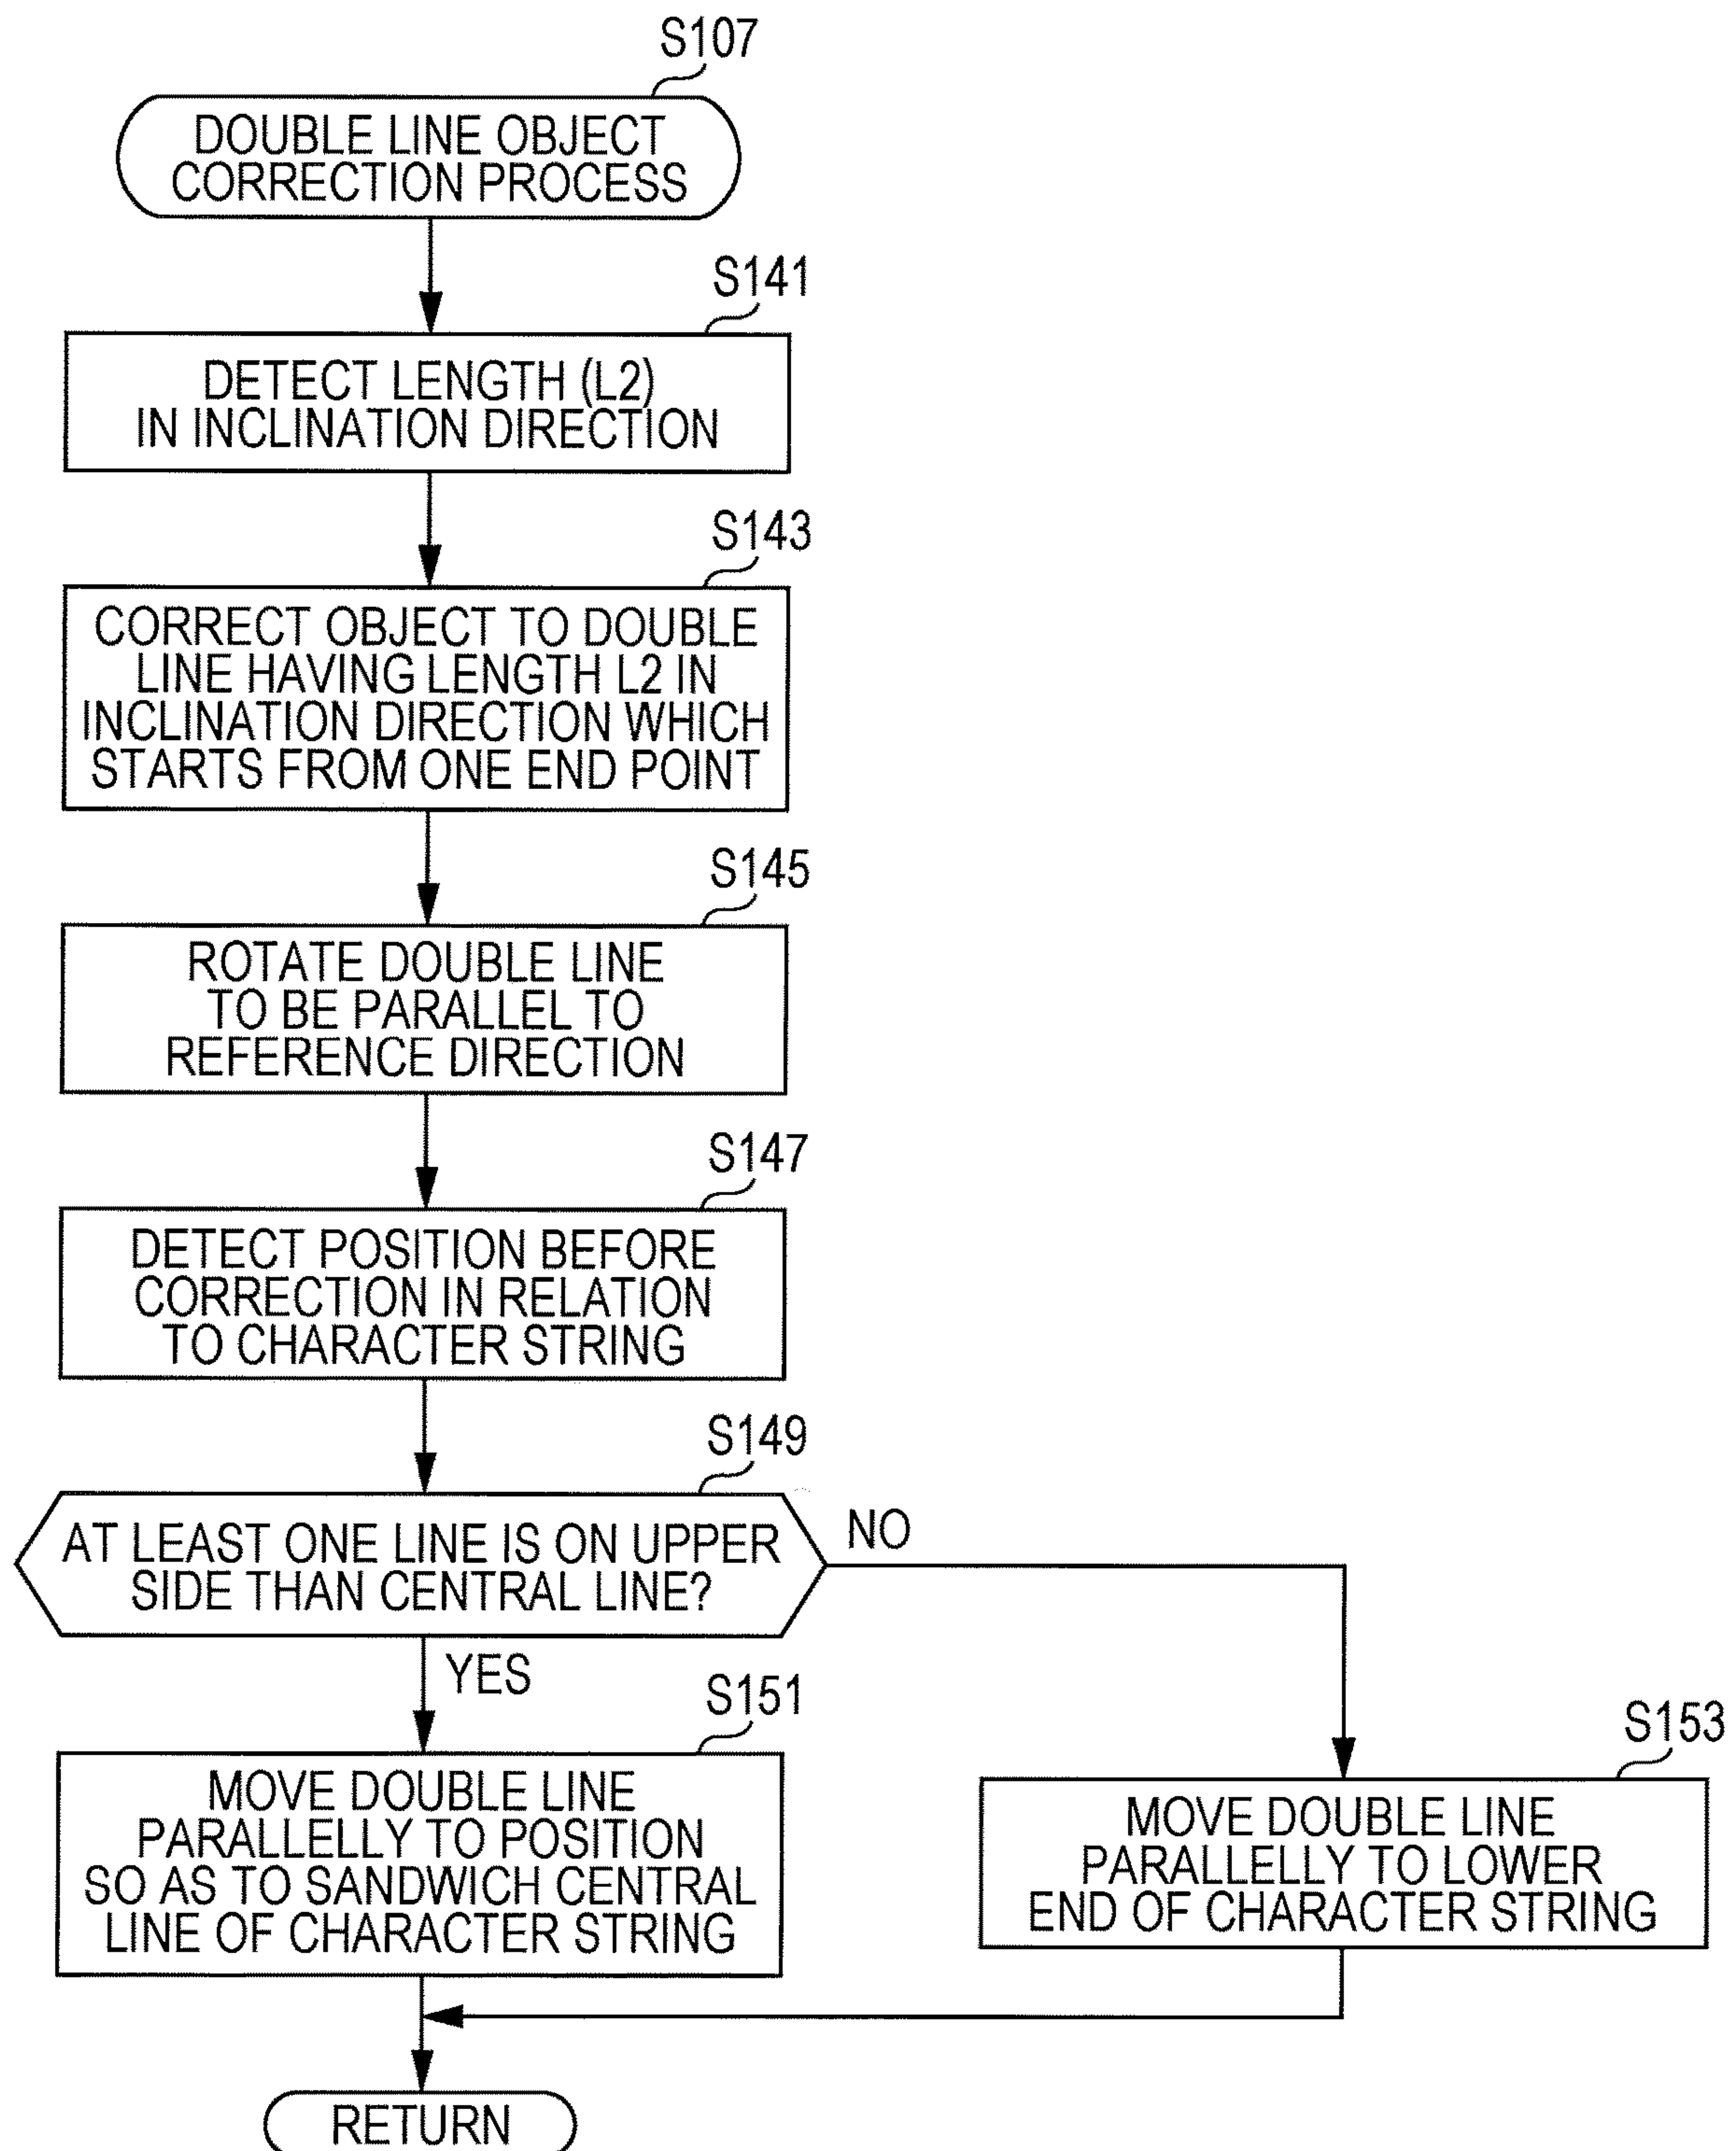 S107
DOUBLE LINE OBJECT
CORRECTION PROCESS
S141
DETECT LENGTH (L2)
IN INCLINATION DIRECTION
S143
CORRECT OBJECT TO DOUBLE
LINE HAVING LENGTH L2 IN
INCLINATION DIRECTION WHICH
STARTS FROM ONE END POINT
S145
ROTATE DOUBLE LINE
TO BE PARALLEL TO
REFERENCE DIRECTION
S147
DETECT POSITION BEFORE
CORRECTION IN RELATION
TO CHARACTER STRING
S149
AT LEAST ONE LINE IS ON UPPER
SIDE THAN CENTRAL LINE?
NO
YES
S151
MOVE DOUBLE LINE
PARALLELLY TO POSITION
SO AS TO SANDWICH CENTRAL
LINE OF CHARACTER STRING
S153
MOVE DOUBLE LINE
PARALLELLY TO LOWER
END OF CHARACTER STRING
RETURN